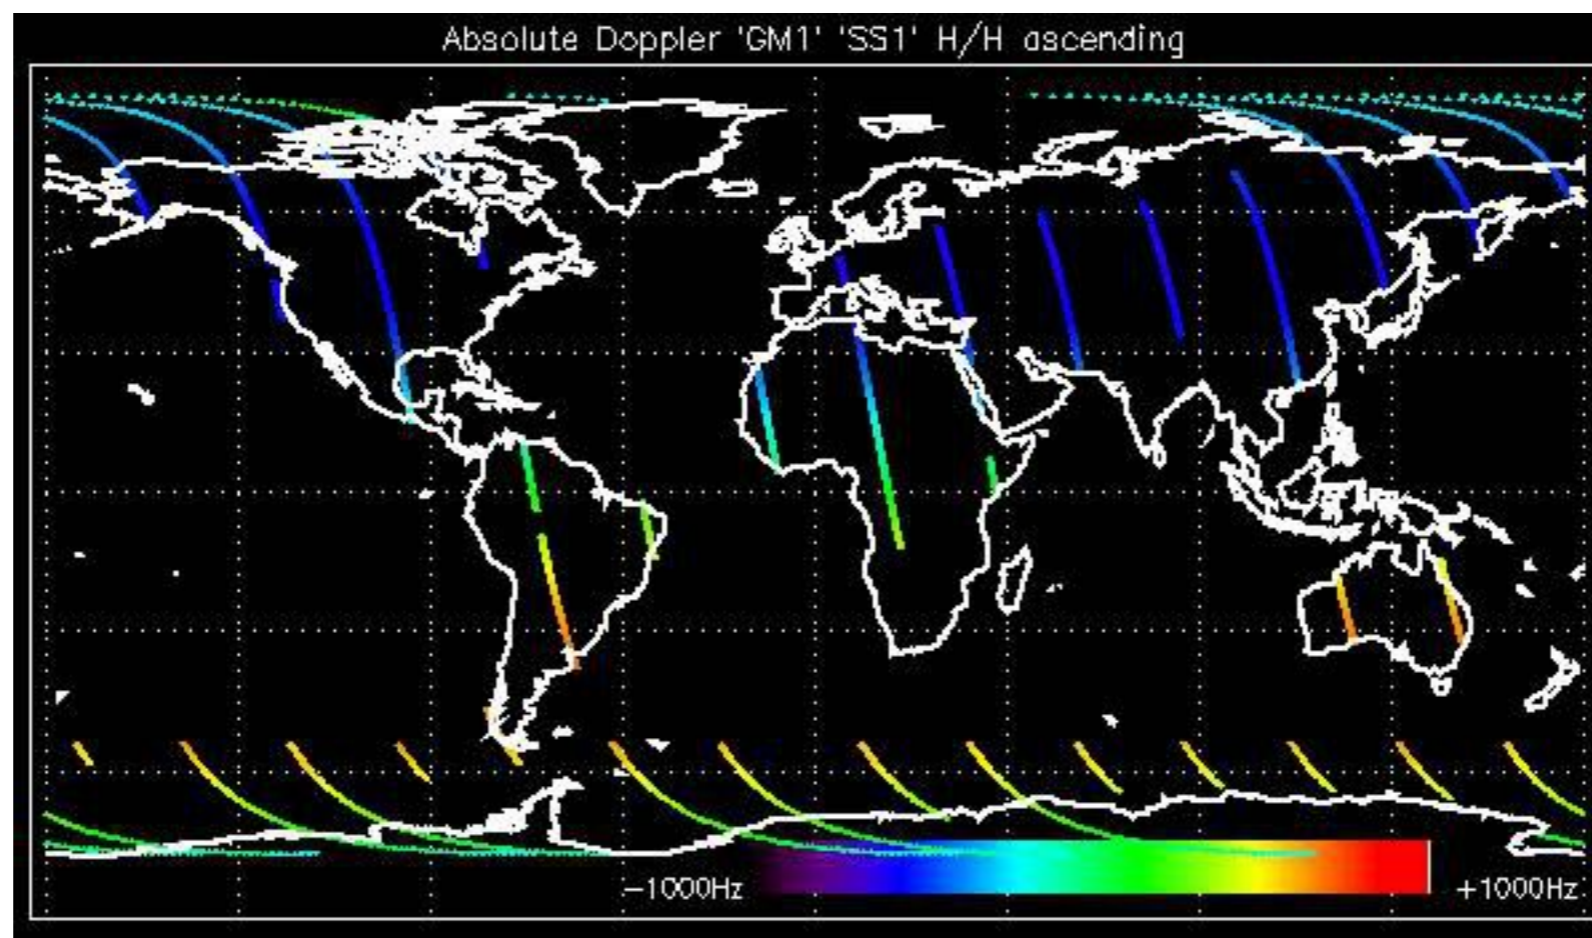 Absolute Doppler 'GM1' 'SS1' H/H ascending
−1000Hz
+1000Hz